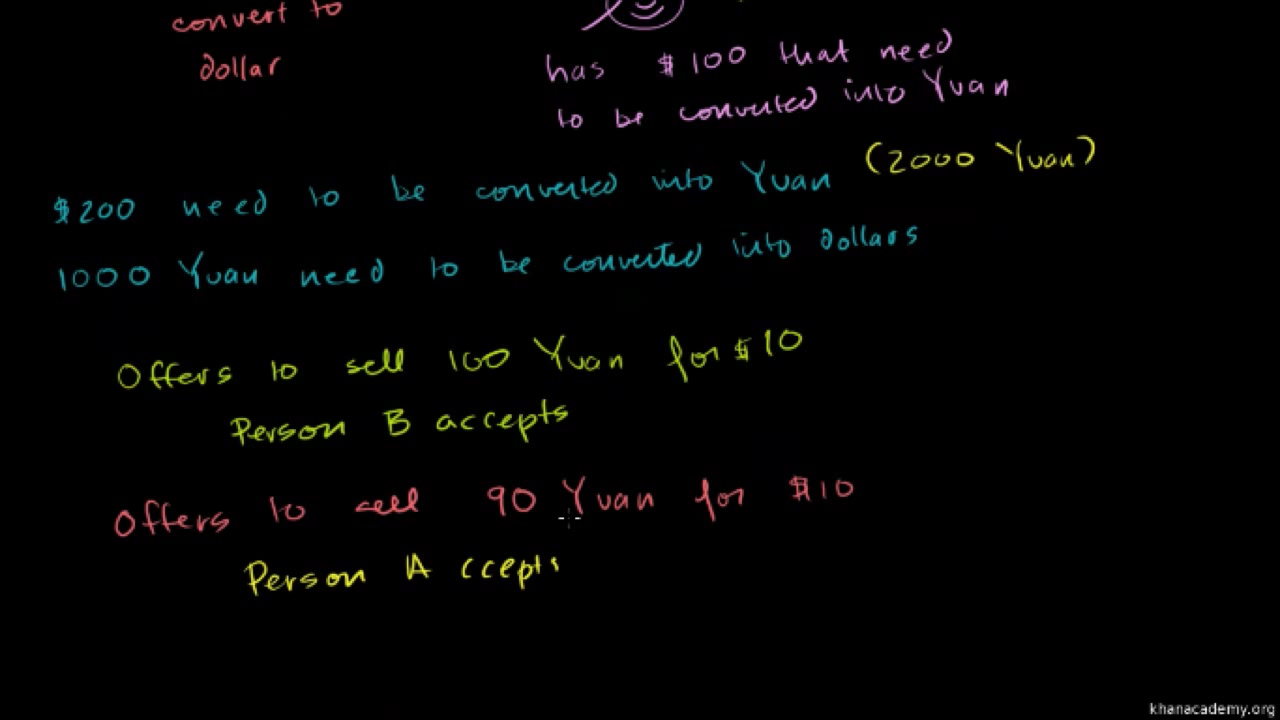 convert to
dollar
has $100 that need
to be converted into Yuan
$200 need to be converted into Yuan (2000 Yuan)
1000 Yuan need to be converted into dollars
Offers to sell 100 Yuan for $10
Person B accepts
Offers to sell 90 Yuan for $10
Person A ccepts
khanacademy.org